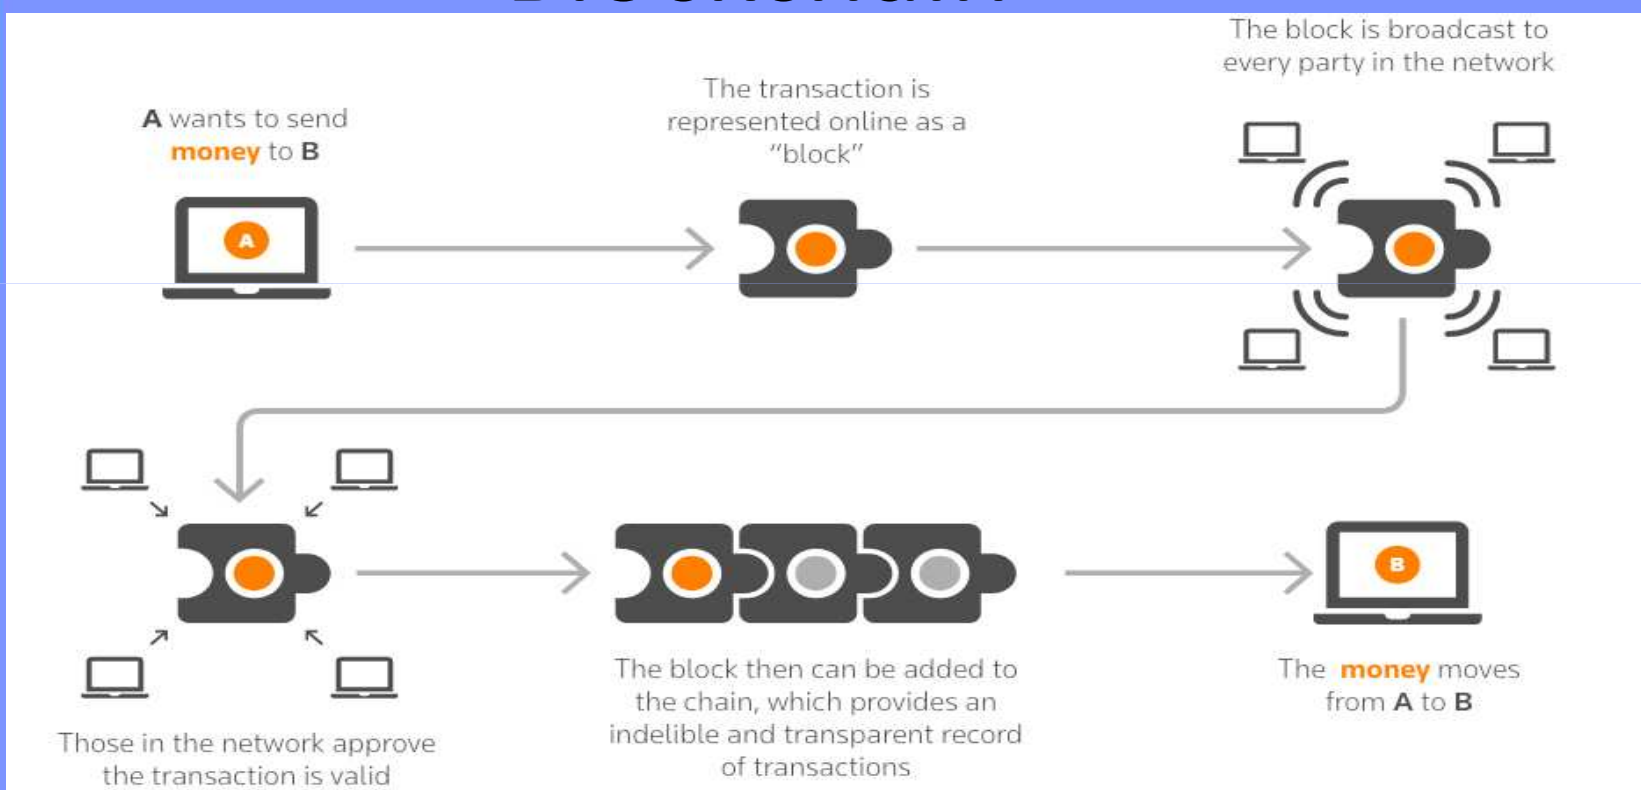 A wants to send
money to B
A
The transaction is
represented online as a
“block”
The block is broadcast to
every party in the network
Those in the network approve
the transaction is valid
The block then can be added to
the chain, which provides an
indelible and transparent record
of transactions
B
The money moves
from A to B